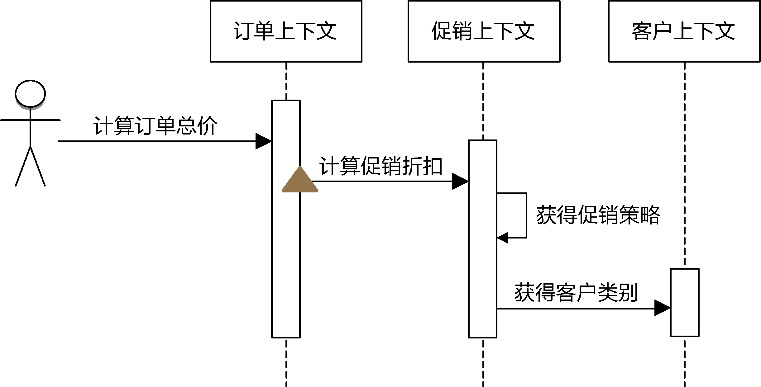 订单上下文
促销上下文
客户上下文
计算订单总价
计算促销折扣
获得促销策略
获得客户类别